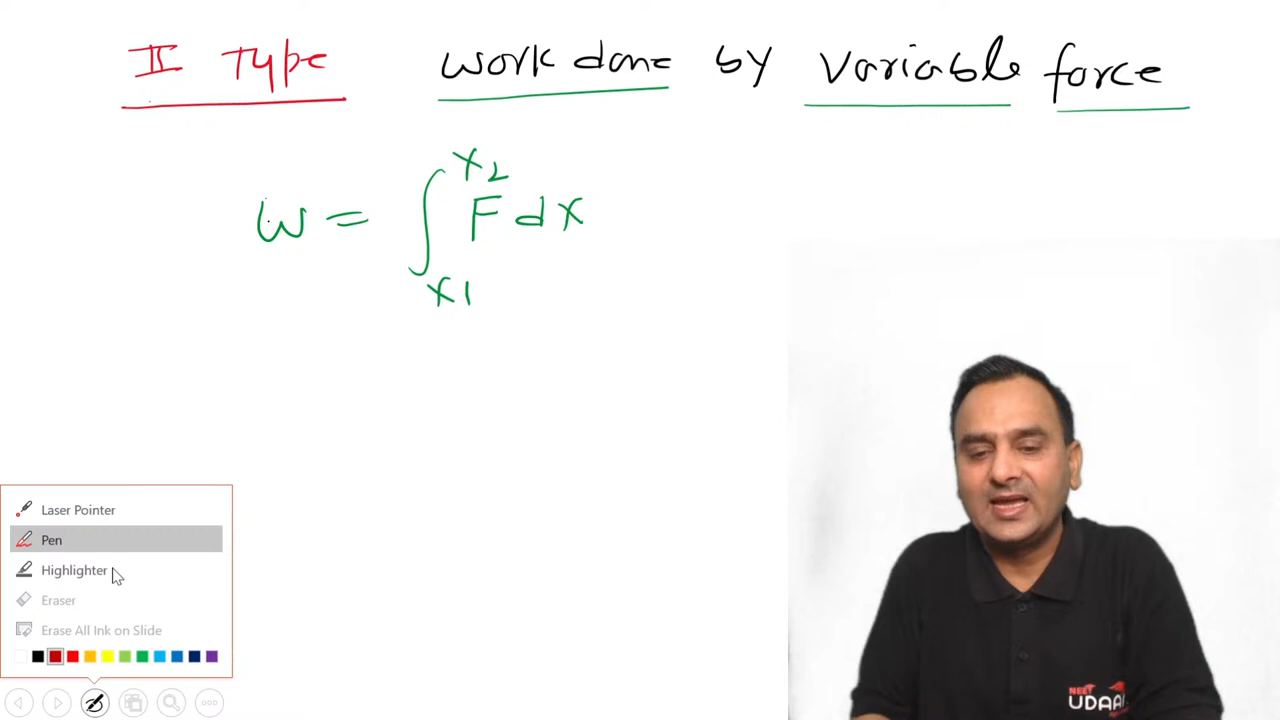 II Type work done by variable force
W = ∫ F dx
x2
x1
Laser Pointer
Pen
Highlighter
Eraser
Erase All Ink on Slide
NEET
UDAAN